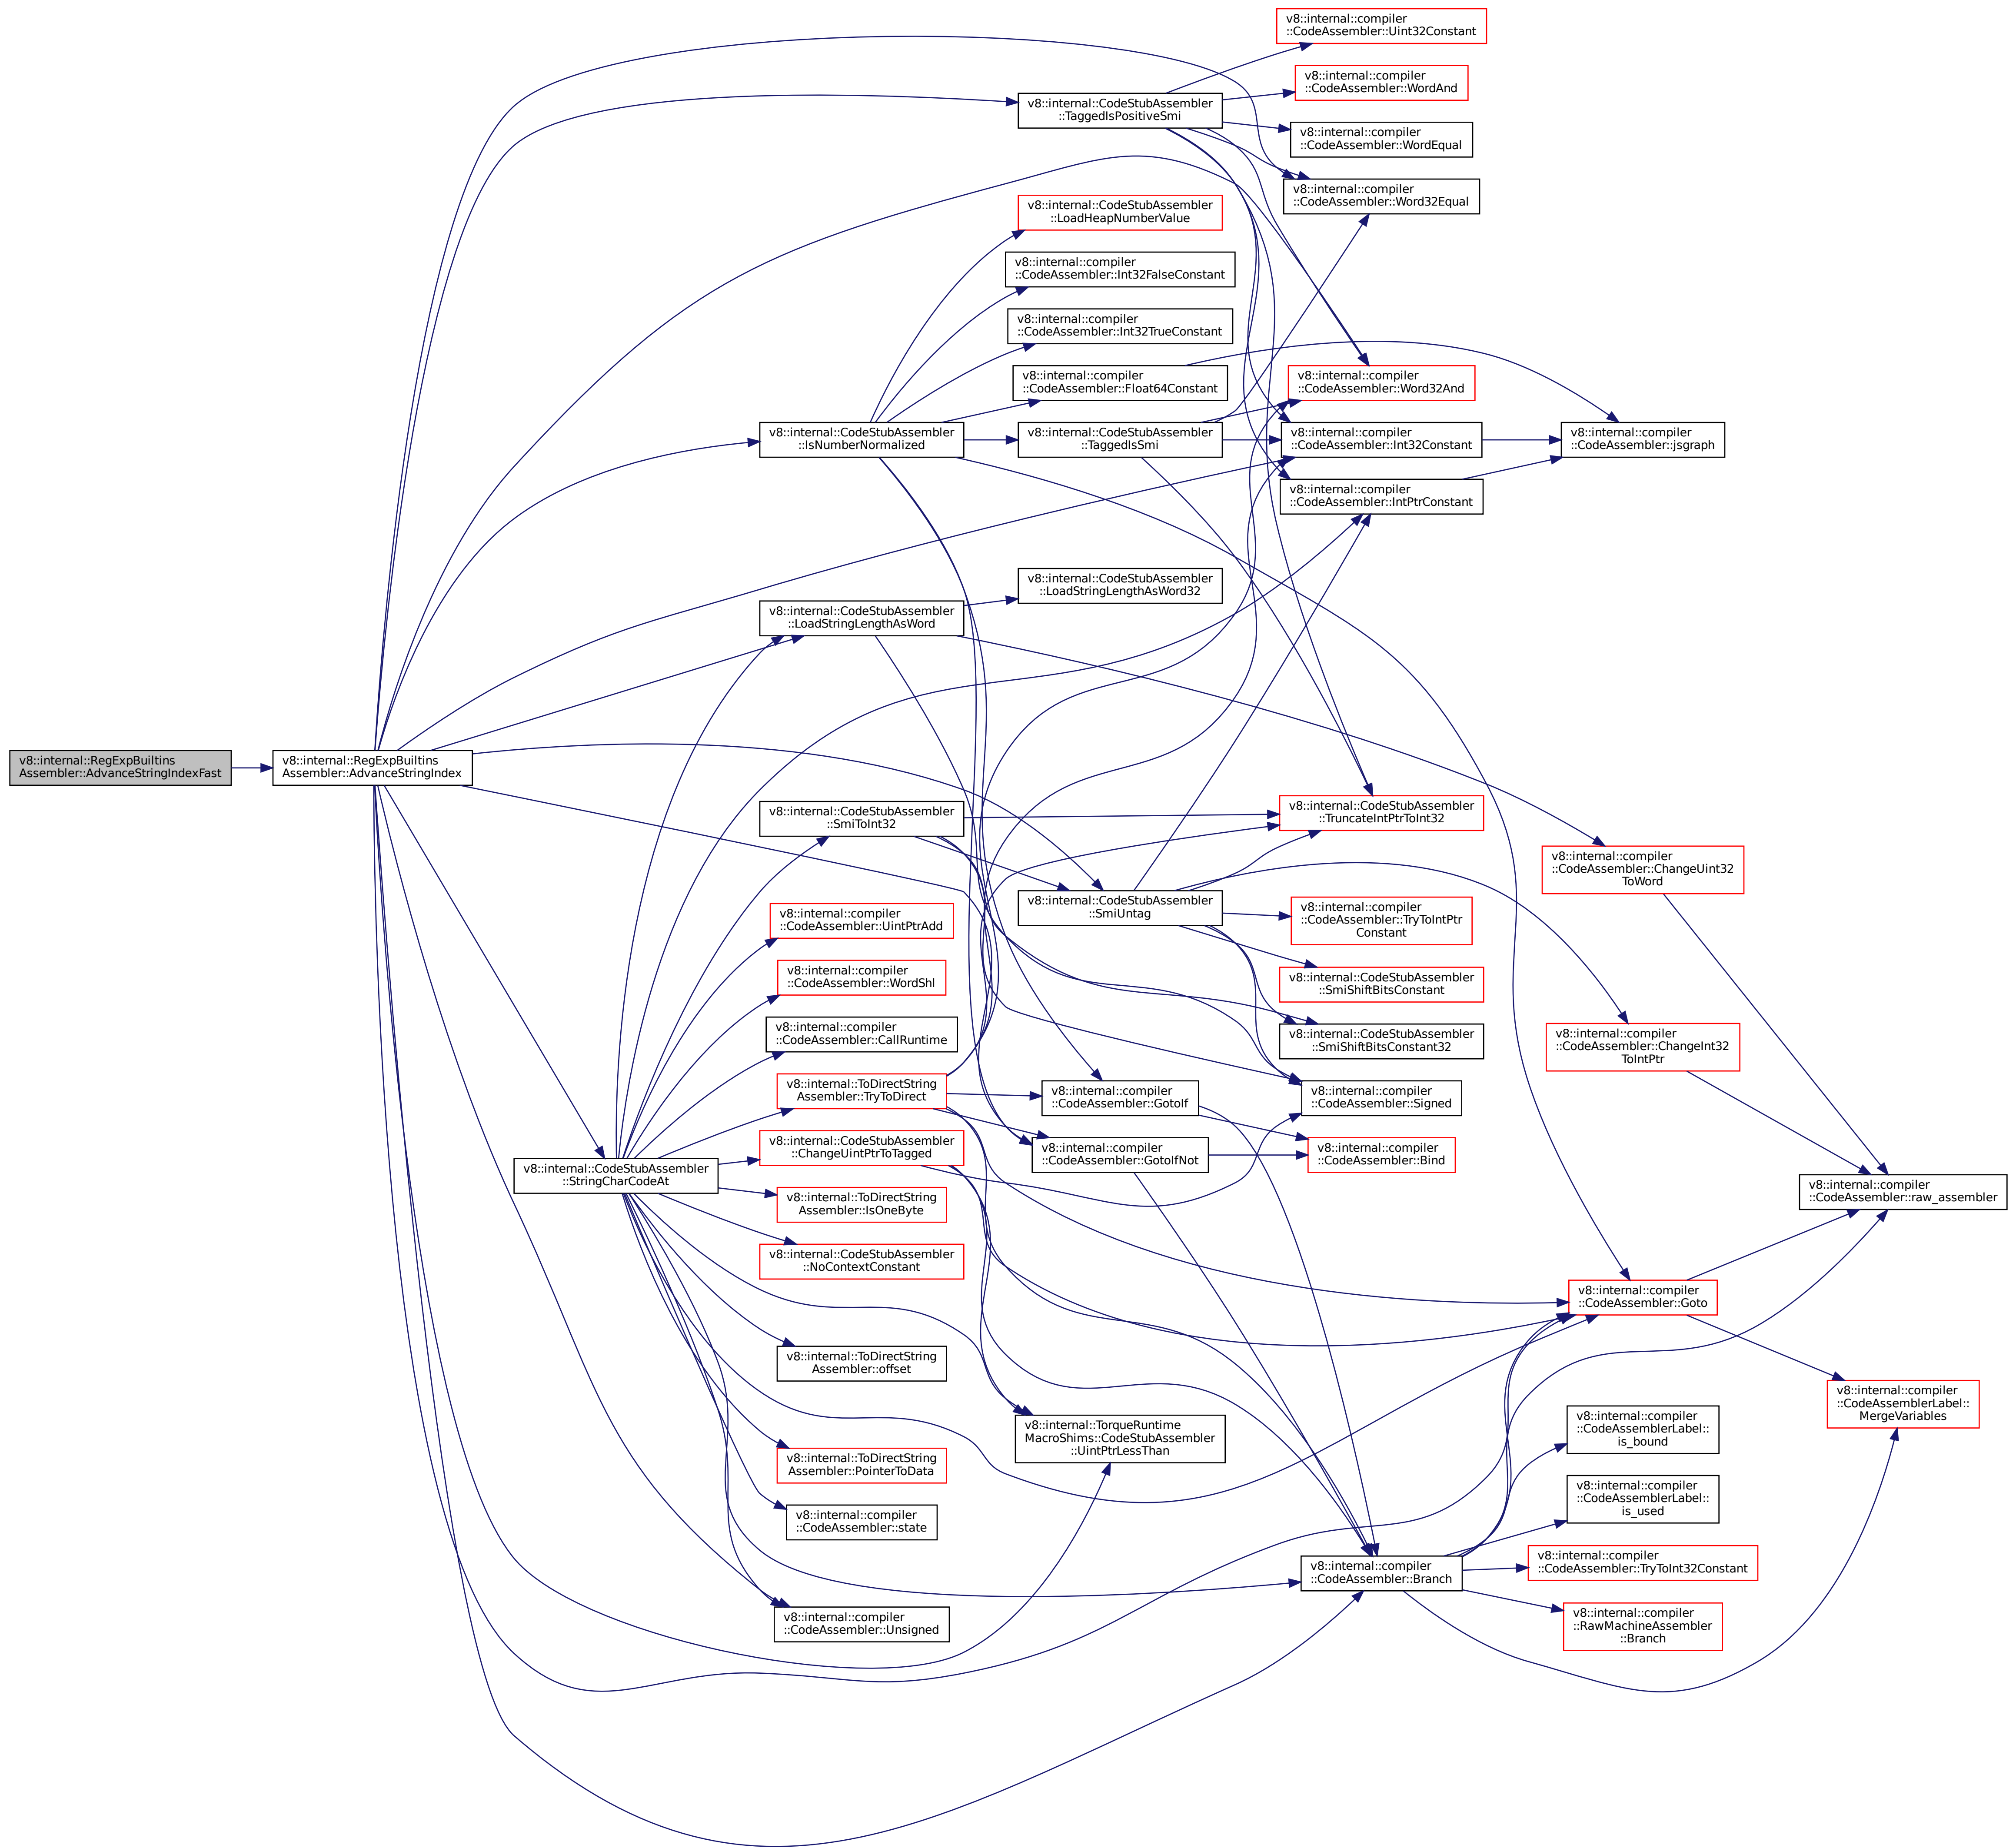 v8::internal::RegExpBuiltins
Assembler::AdvanceStringIndexFast
v8::internal::RegExpBuiltins
Assembler::AdvanceStringIndex
v8::internal::CodeStubAssembler
::StringCharCodeAt
v8::internal::CodeStubAssembler
::IsNumberNormalized
v8::internal::CodeStubAssembler
::LoadStringLengthAsWord
v8::internal::CodeStubAssembler
::SmiToInt32
v8::internal::compiler
::CodeAssembler::UintPtrAdd
v8::internal::compiler
::CodeAssembler::WordShl
v8::internal::compiler
::CodeAssembler::CallRuntime
v8::internal::ToDirectString
Assembler::TryToDirect
v8::internal::CodeStubAssembler
::ChangeUintPtrToTagged
v8::internal::ToDirectString
Assembler::IsOneByte
v8::internal::CodeStubAssembler
::NoContextConstant
v8::internal::ToDirectString
Assembler::offset
v8::internal::ToDirectString
Assembler::PointerToData
v8::internal::compiler
::CodeAssembler::state
v8::internal::compiler
::CodeAssembler::Unsigned
v8::internal::CodeStubAssembler
::TaggedIsPositiveSmi
v8::internal::CodeStubAssembler
::LoadHeapNumberValue
v8::internal::compiler
::CodeAssembler::Int32FalseConstant
v8::internal::compiler
::CodeAssembler::Int32TrueConstant
v8::internal::compiler
::CodeAssembler::Float64Constant
v8::internal::CodeStubAssembler
::TaggedIsSmi
v8::internal::CodeStubAssembler
::LoadStringLengthAsWord32
v8::internal::CodeStubAssembler
::SmiUntag
v8::internal::compiler
::CodeAssembler::GotoIf
v8::internal::compiler
::CodeAssembler::GotoIfNot
v8::internal::TorqueRuntime
MacroShims::CodeStubAssembler
::UintPtrLessThan
v8::internal::compiler
::CodeAssembler::Uint32Constant
v8::internal::compiler
::CodeAssembler::WordAnd
v8::internal::compiler
::CodeAssembler::WordEqual
v8::internal::compiler
::CodeAssembler::Word32Equal
v8::internal::compiler
::CodeAssembler::Word32And
v8::internal::compiler
::CodeAssembler::Int32Constant
v8::internal::compiler
::CodeAssembler::IntPtrConstant
v8::internal::CodeStubAssembler
::TruncateIntPtrToInt32
v8::internal::compiler
::CodeAssembler::TryToIntPtr
Constant
v8::internal::CodeStubAssembler
::SmiShiftBitsConstant
v8::internal::CodeStubAssembler
::SmiShiftBitsConstant32
v8::internal::compiler
::CodeAssembler::Signed
v8::internal::compiler
::CodeAssembler::Bind
v8::internal::compiler
::CodeAssembler::Branch
v8::internal::compiler
::CodeAssembler::jsgraph
v8::internal::compiler
::CodeAssembler::ChangeUint32
ToWord
v8::internal::compiler
::CodeAssembler::ChangeInt32
ToIntPtr
v8::internal::compiler
::CodeAssembler::Goto
v8::internal::compiler
::CodeAssemblerLabel::
is_bound
v8::internal::compiler
::CodeAssemblerLabel::
is_used
v8::internal::compiler
::CodeAssembler::TryToInt32Constant
v8::internal::compiler
::RawMachineAssembler
::Branch
v8::internal::compiler
::CodeAssembler::raw_assembler
v8::internal::compiler
::CodeAssemblerLabel::
MergeVariables